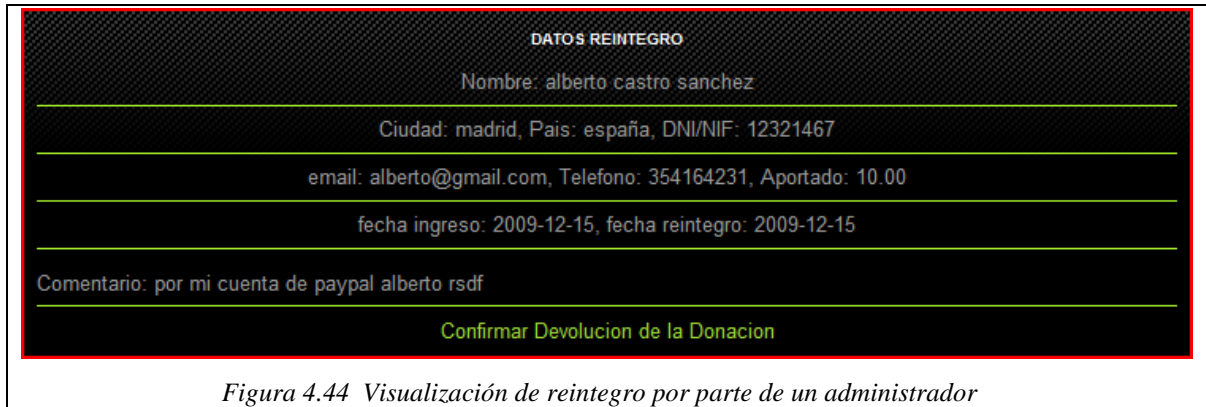 DATOS REINTEGRO
Nombre: alberto castro sanchez
Ciudad: madrid, Pais: españa, DNI/NIF: 12321467
email: alberto@gmail.com, Telefono: 354164231, Aportado: 10.00
fecha ingreso: 2009-12-15, fecha reintegro: 2009-12-15
Comentario: por mi cuenta de paypal alberto rsdf
Confirmar Devolucion de la Donacion
Figura 4.44 Visualización de reintegro por parte de un administrador